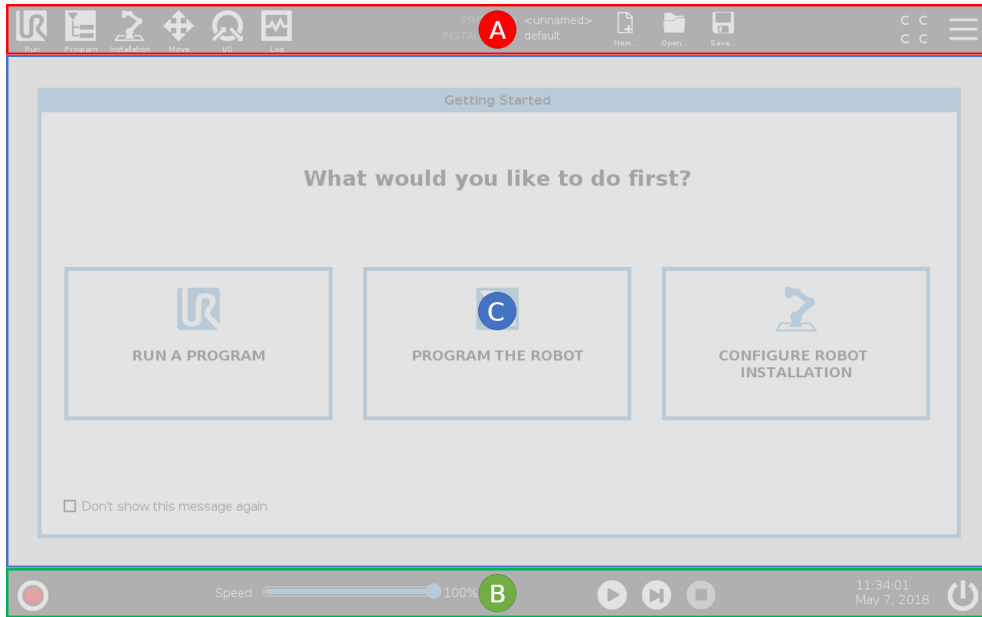 Run Program Installation Move I/O Log
PR
<unnamed>
INSTAL
default
New... Open... Save...
C C
C C
A
Getting Started
What would you like to do first?
C
RUN A PROGRAM
PROGRAM THE ROBOT
CONFIGURE ROBOT
INSTALLATION
Don't show this message again
Speed
100%
B
11:34:01
May 7, 2018